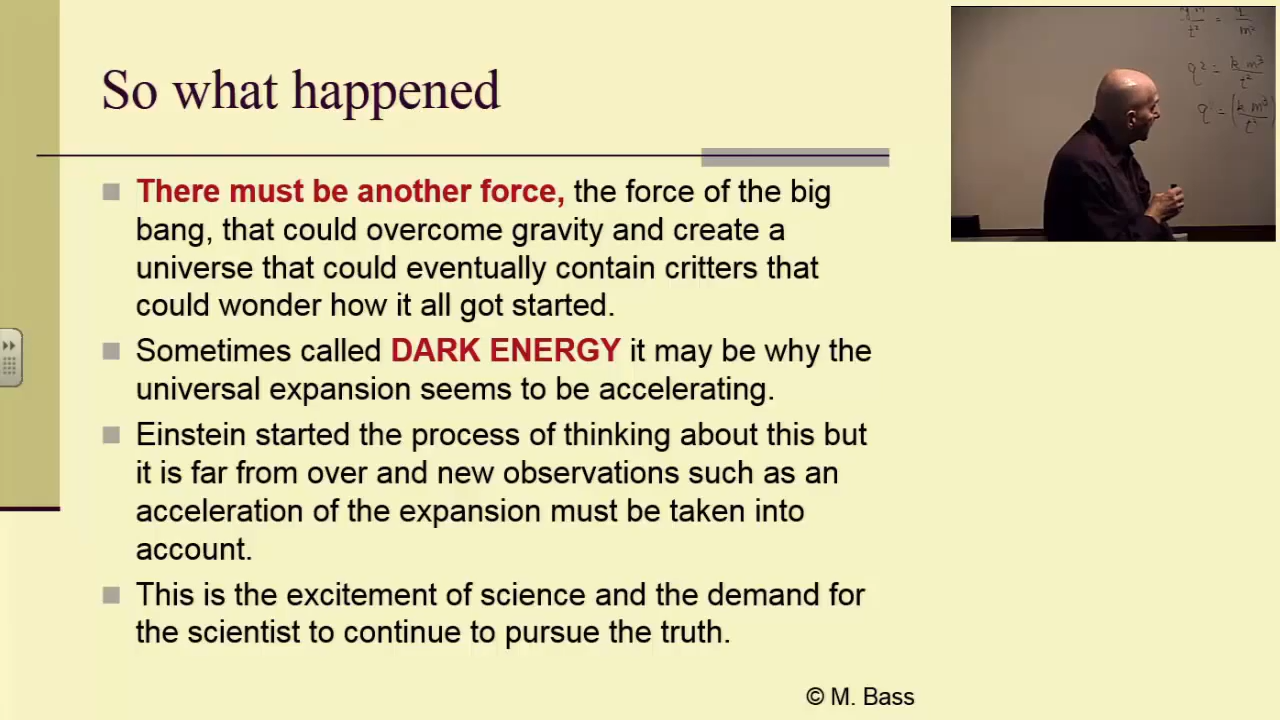 So what happened
There must be another force, the force of the big
bang, that could overcome gravity and create a
universe that could eventually contain critters that
could wonder how it all got started.
Sometimes called DARK ENERGY it may be why the
universal expansion seems to be accelerating.
Einstein started the process of thinking about this but
it is far from over and new observations such as an
acceleration of the expansion must be taken into
account.
This is the excitement of science and the demand for
the scientist to continue to pursue the truth.
© M. Bass
q² = k m³
t²
q = (k m³
t²